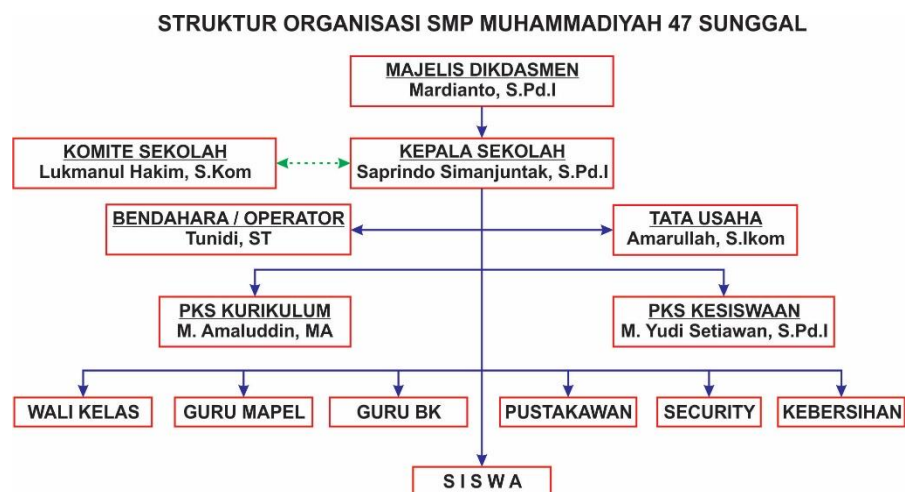 STRUKTUR ORGANISASI SMP MUHAMMADIYAH 47 SUNGGAL
MAJELIS DIKDASMEN
Mardianto, S.Pd.I
KOMITE SEKOLAH
Lukmanul Hakim, S.Kom
KEPALA SEKOLAH
Saprindo Simanjuntak, S.Pd.I
BENDAHARA / OPERATOR
Tunidi, ST
TATA USAHA
Amarullah, S.Ikom
PKS KURIKULUM
M. Amaluddin, MA
PKS KESISWAAN
M. Yudi Setiawan, S.Pd.I
WALI KELAS
GURU MAPEL
GURU BK
PUSTAKAWAN
SECURITY
KEBERSIHAN
S I S W A